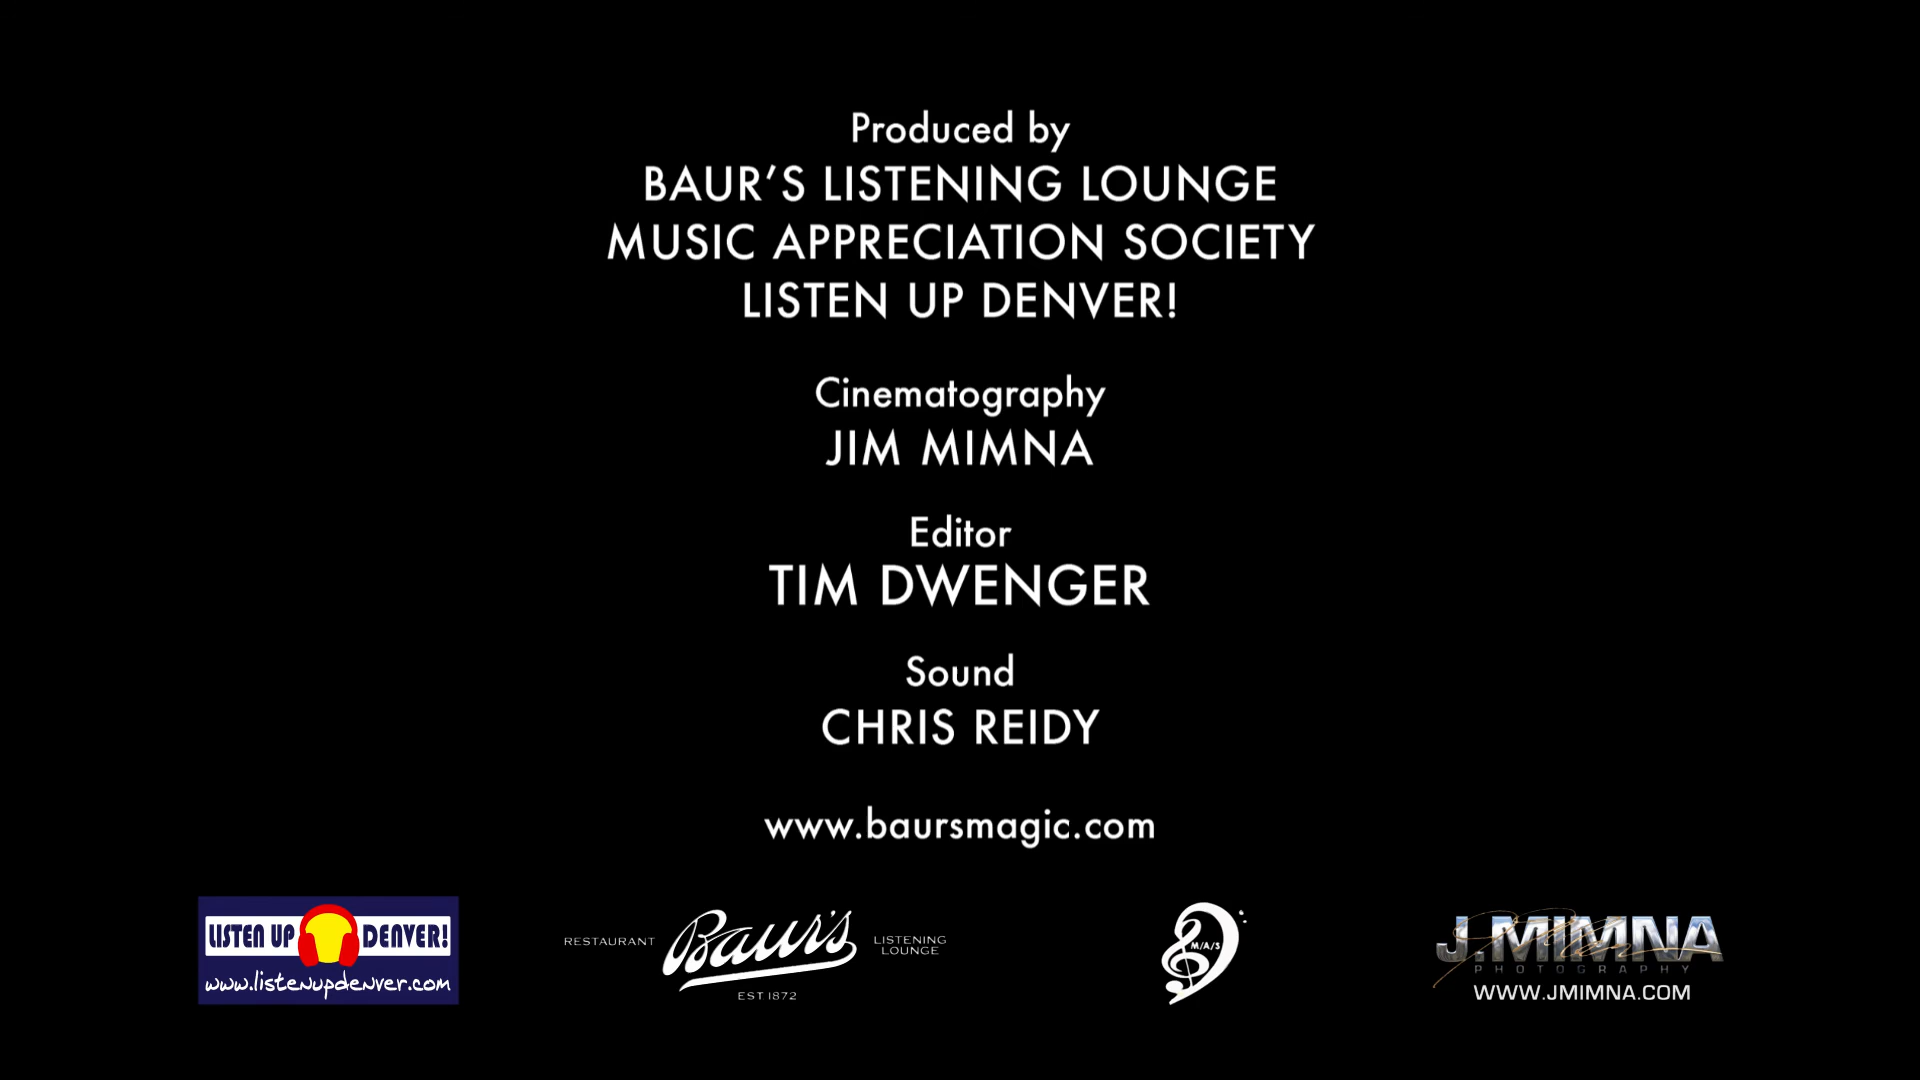 Produced by
BAUR’S LISTENING LOUNGE
MUSIC APPRECIATION SOCIETY
LISTEN UP DENVER!
Cinematography
JIM MIMNA
Editor
TIM DWENGER
Sound
CHRIS REIDY
www.baursmagic.com
LISTEN UP DENVER!
www.listenupdenver.com
RESTAURANT Baur's LISTENING LOUNGE
EST 1872
M/A/S
J.MIMNA
PHOTOGRAPHY
WWW.JMIMNA.COM